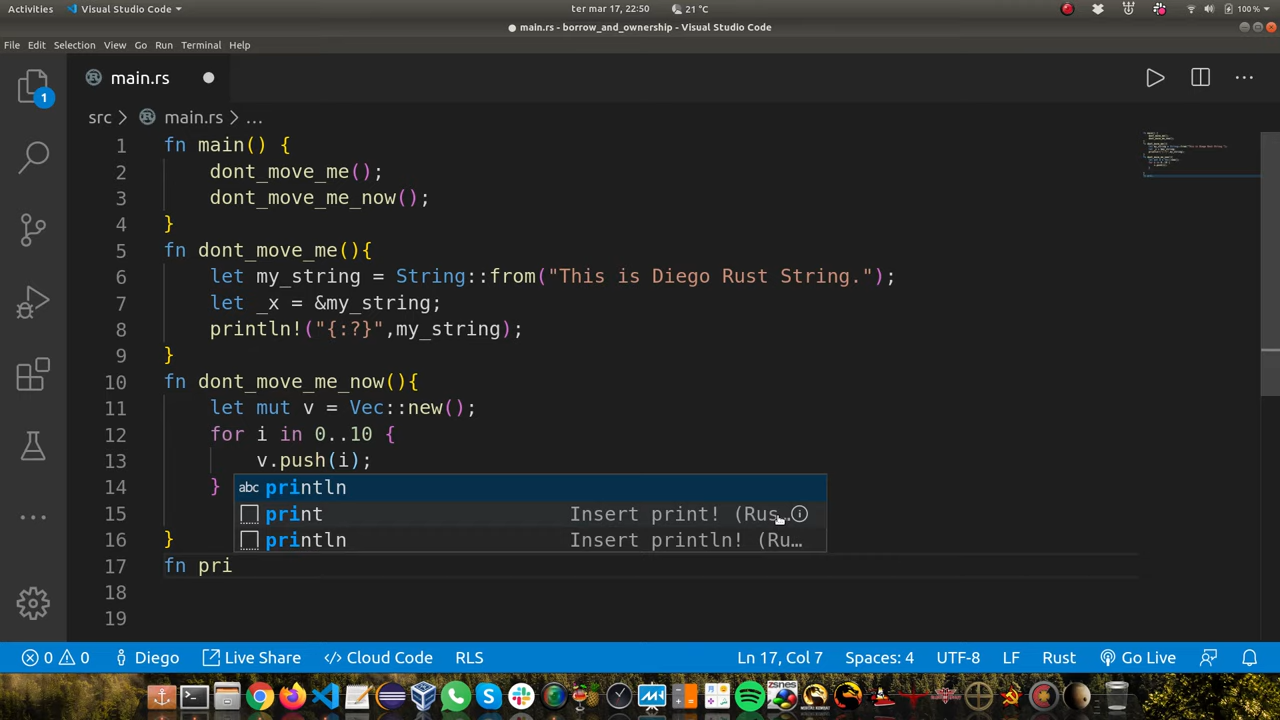 Activities Visual Studio Code ter mar 17, 22:50 21 °C 100 %
● main.rs - borrow_and_ownership - Visual Studio Code
File Edit Selection View Go Run Terminal Help
1 main.rs
src main.rs …
1 fn main() {
2 dont_move_me();
3 dont_move_me_now();
4 }
5 fn dont_move_me(){
6 let my_string = String::from("This is Diego Rust String.");
7 let _x = &my_string;
8 println!("{:?}",my_string);
9 }
10 fn dont_move_me_now(){
11 let mut v = Vec::new();
12 for i in 0..10 {
13 v.push(i);
14 } abc println
15 print Insert print! (Rus…
16 } println Insert println! (Ru…
17 fn pri
18
19
0 0 Diego Live Share Cloud Code RLS Ln 17, Col 7 Spaces: 4 UTF-8 LF Rust Go Live